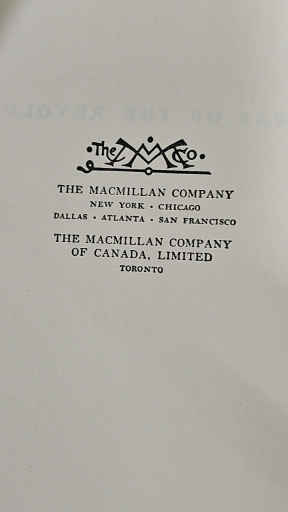 The M Co.
THE MACMILLAN COMPANY
NEW YORK • CHICAGO
DALLAS • ATLANTA • SAN FRANCISCO
THE MACMILLAN COMPANY
OF CANADA, LIMITED
TORONTO